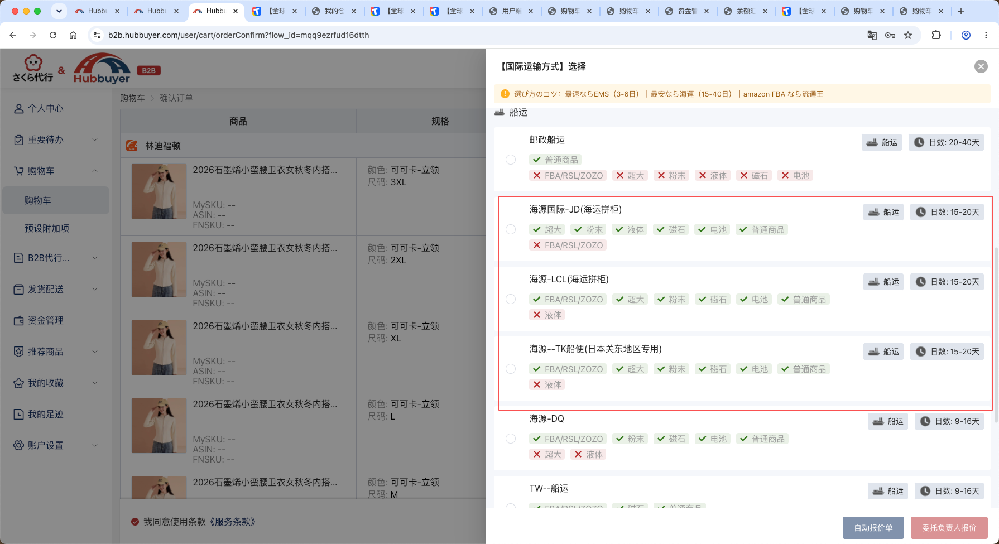 Hubbu
Hubbu
Hubbu
【全球
我的仓
【全球
【全球
用户端
购物车
购物车
资金管
余额汇
【全球
购物车
购物车
b2b.hubbuyer.com/user/cart/orderConfirm?flow_id=mqq9ezrfud16dtth
さくら代行 & Hubbuyer B2B
个人中心
重要待办
购物车
购物车
预设附加项
B2B代行...
发货配送
资金管理
推荐商品
我的收藏
我的足迹
账户设置
购物车 > 确认订单
商品 规格
林迪福顿
2026石墨烯小蛮腰卫衣女秋冬内搭... 颜色: 可可卡-立领
尺码: 3XL
MySKU: --
ASIN: --
FNSKU: --
2026石墨烯小蛮腰卫衣女秋冬内搭... 颜色: 可可卡-立领
尺码: 2XL
MySKU: --
ASIN: --
FNSKU: --
2026石墨烯小蛮腰卫衣女秋冬内搭... 颜色: 可可卡-立领
尺码: XL
MySKU: --
ASIN: --
FNSKU: --
2026石墨烯小蛮腰卫衣女秋冬内搭... 颜色: 可可卡-立领
尺码: L
MySKU: --
ASIN: --
FNSKU: --
2026石墨烯小蛮腰卫衣女秋冬内搭... 颜色: 可可卡-立领
尺码: M
我同意使用条款《服务条款》
【国际运输方式】选择
選び方のコツ：最速ならEMS（3-6日）｜最安なら海運（15-40日）｜amazon FBA なら流通王
船运
邮政船运 船运 日数: 20-40天
普通商品
FBA/RSL/ZOZO 超大 粉末 液体 磁石 电池
海源国际-JD(海运拼柜) 船运 日数: 15-20天
超大 粉末 液体 磁石 电池 普通商品
FBA/RSL/ZOZO
海源-LCL(海运拼柜) 船运 日数: 15-20天
FBA/RSL/ZOZO 超大 粉末 磁石 电池 普通商品
液体
海源--TK船便(日本关东地区专用) 船运 日数: 15-20天
FBA/RSL/ZOZO 超大 粉末 磁石 电池 普通商品
液体
海源-DQ 船运 日数: 9-16天
FBA/RSL/ZOZO 粉末 磁石 电池 普通商品
超大 液体
TW--船运 船运 日数: 9-16天
FBA/RSL/ZOZO 磁石 普通商品
自动报价单 委托负责人报价